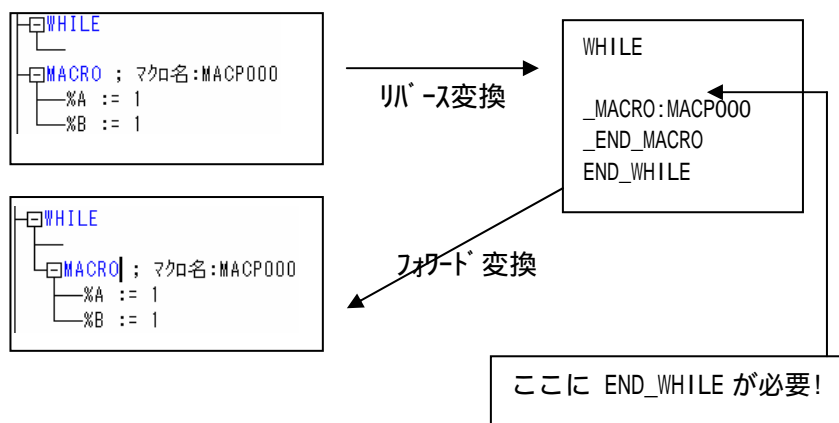 WHILE
MACRO ; ﾏｸﾛ名:MACP000
%A := 1
%B := 1
ﾘﾊﾞｰｽ変換
WHILE
_MACRO:MACP000
_END_MACRO
END_WHILE
WHILE
MACRO ; ﾏｸﾛ名:MACP000
%A := 1
%B := 1
ﾌｫﾜｰﾄﾞ変換
ここに END_WHILE が必要!